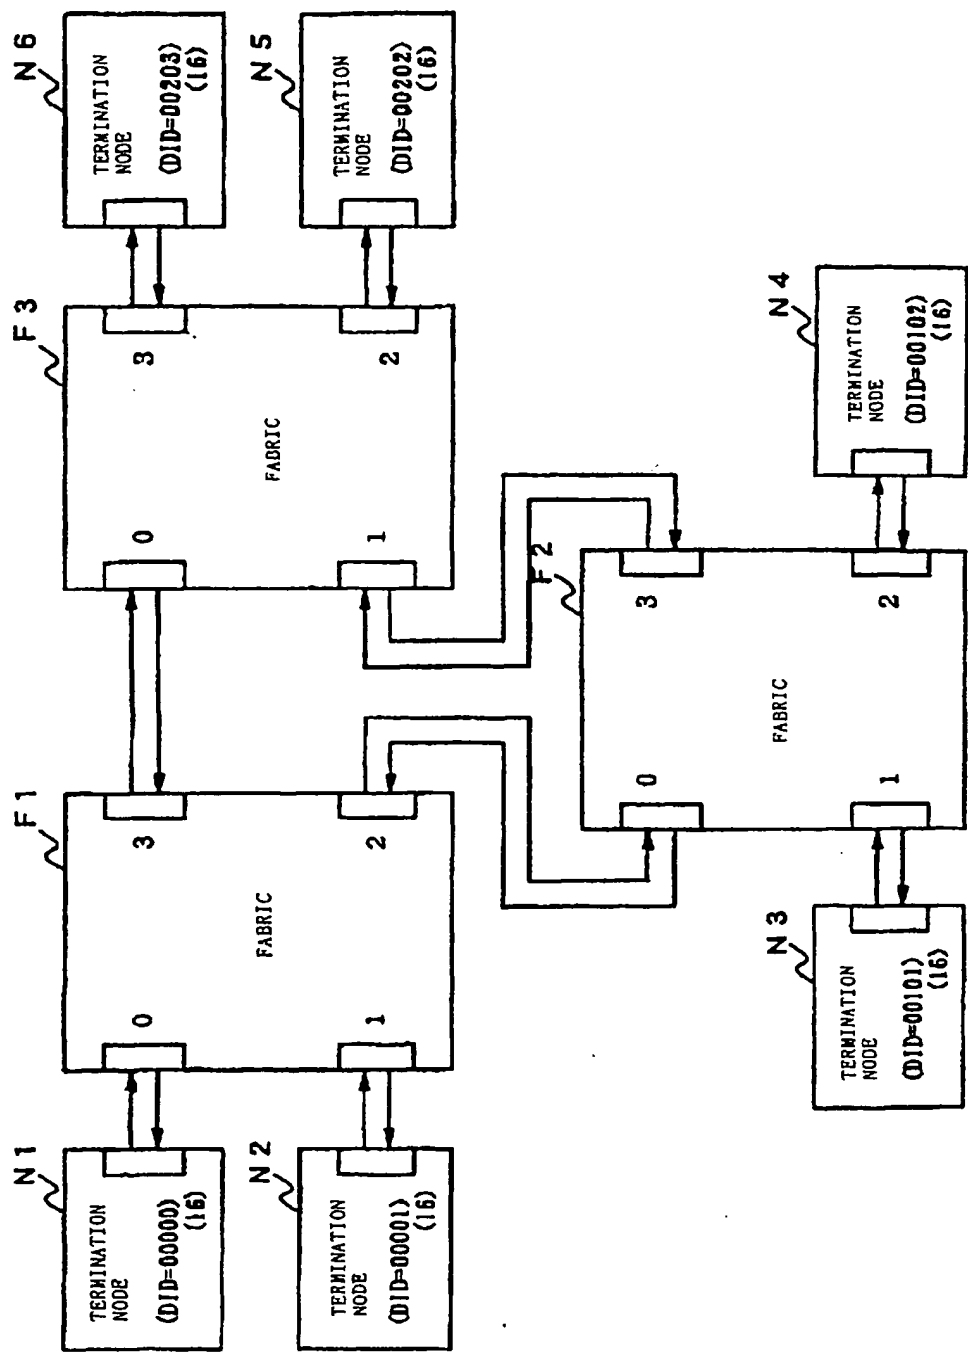 N1
TERMINATION
NODE
(DID=00000)
(16)
F1
0
3
FABRIC
1
2
F3
0
3
FABRIC
1
2
N6
TERMINATION
NODE
(DID=00203)
(16)
N2
TERMINATION
NODE
(DID=00001)
(16)
N5
TERMINATION
NODE
(DID=00202)
(16)
F2
0
3
FABRIC
1
2
N3
TERMINATION
NODE
(DID=00101)
(16)
N4
TERMINATION
NODE
(DID=00102)
(16)